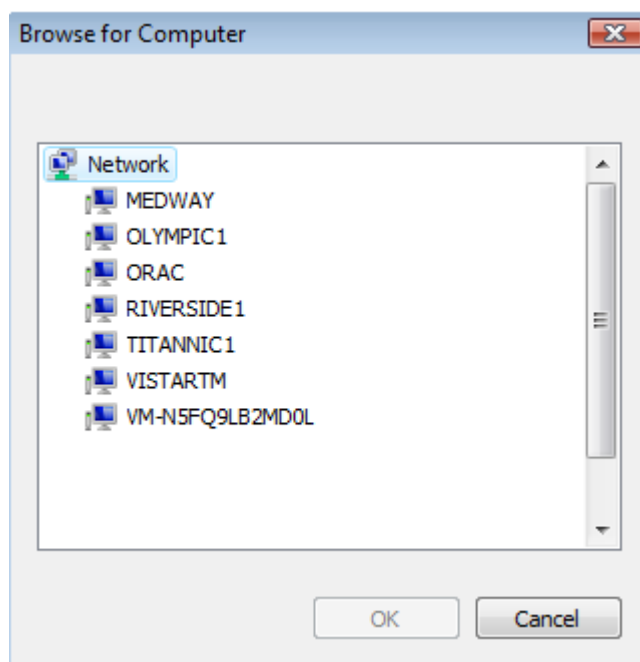 Browse for Computer
Network
MEDWAY
OLYMPIC1
ORAC
RIVERSIDE1
TITANNIC1
VISTARTM
VM-N5FQ9LB2MD0L
OK Cancel